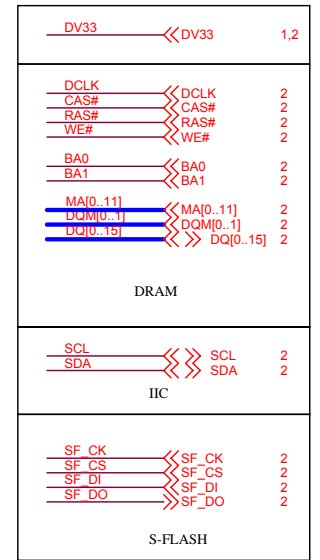 DV33 DV33 1,2
DCLK DCLK 2
CAS# CAS# 2
RAS# RAS# 2
WE# WE# 2
BA0 BA0 2
BA1 BA1 2
MA[0..11] MA[0..11] 2
DQM[0..1] DQM[0..1] 2
DQ[0..15] DQ[0..15] 2
DRAM
SCL SCL 2
SDA SDA 2
IIC
SF_CK SF_CK 2
SF_CS SF_CS 2
SF_DI SF_DI 2
SF_DO SF_DO 2
S-FLASH